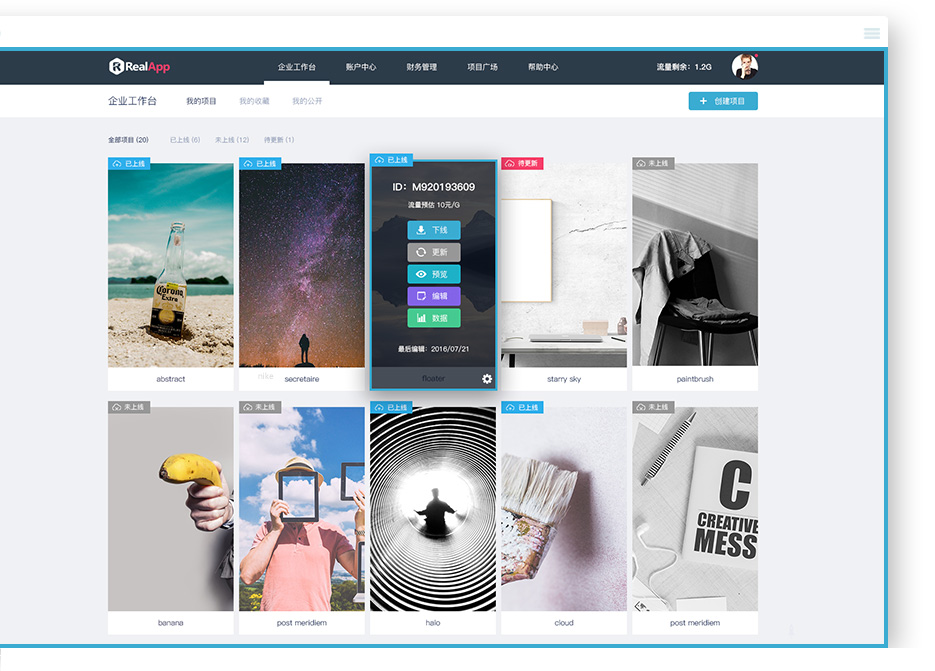 RealApp
企业工作台 账户中心 财务管理 项目广场 帮助中心
流量剩余：1.2G
企业工作台 我的项目 我的收藏 我的公开
+ 创建项目
全部项目 (20) 已上线 (6) 未上线 (12) 待更新 (1)
已上线
Corona
Extra
abstract
已上线
nike secretaire
已上线
ID：M920193609
流量预估 10元/G
下线
更新
预览
编辑
数据
最后编辑：2016/07/21
floater
待更新
starry sky
未上线
paintbrush
未上线
banana
未上线
post meridiem
已上线
halo
已上线
cloud
未上线
C
CREATIVE
MESS
post meridiem